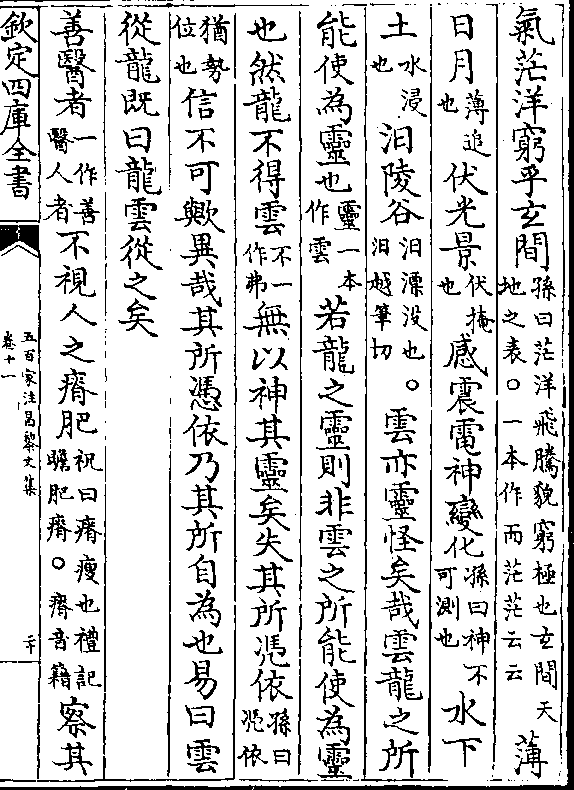 氣茫洋窮乎玄間孫曰茫洋飛騰貌窮極也玄間天地之表。一本作而茫茫云云薄
日月薄追也伏光景伏掩也感震電神變化孫曰神不可測也水下
土水浸也汩陵谷汩漂没也。汩越筆切雲亦靈怪矣哉雲龍之所
能使為靈也靈一本作雲若龍之靈則非雲之所能使為靈
也然龍不得雲不一作弗無以神其靈矣失其所憑依孫曰憑依
猶勢位也信不可歟異哉其所憑依乃其所自為也易曰雲
從龍既曰龍雲從之矣
善醫者一作善醫人者不視人之瘠肥祝曰瘠瘦也禮記瞻肥瘠。瘠音籍察其
欽定四庫全書
五百家注昌黎文集
卷十一
二十